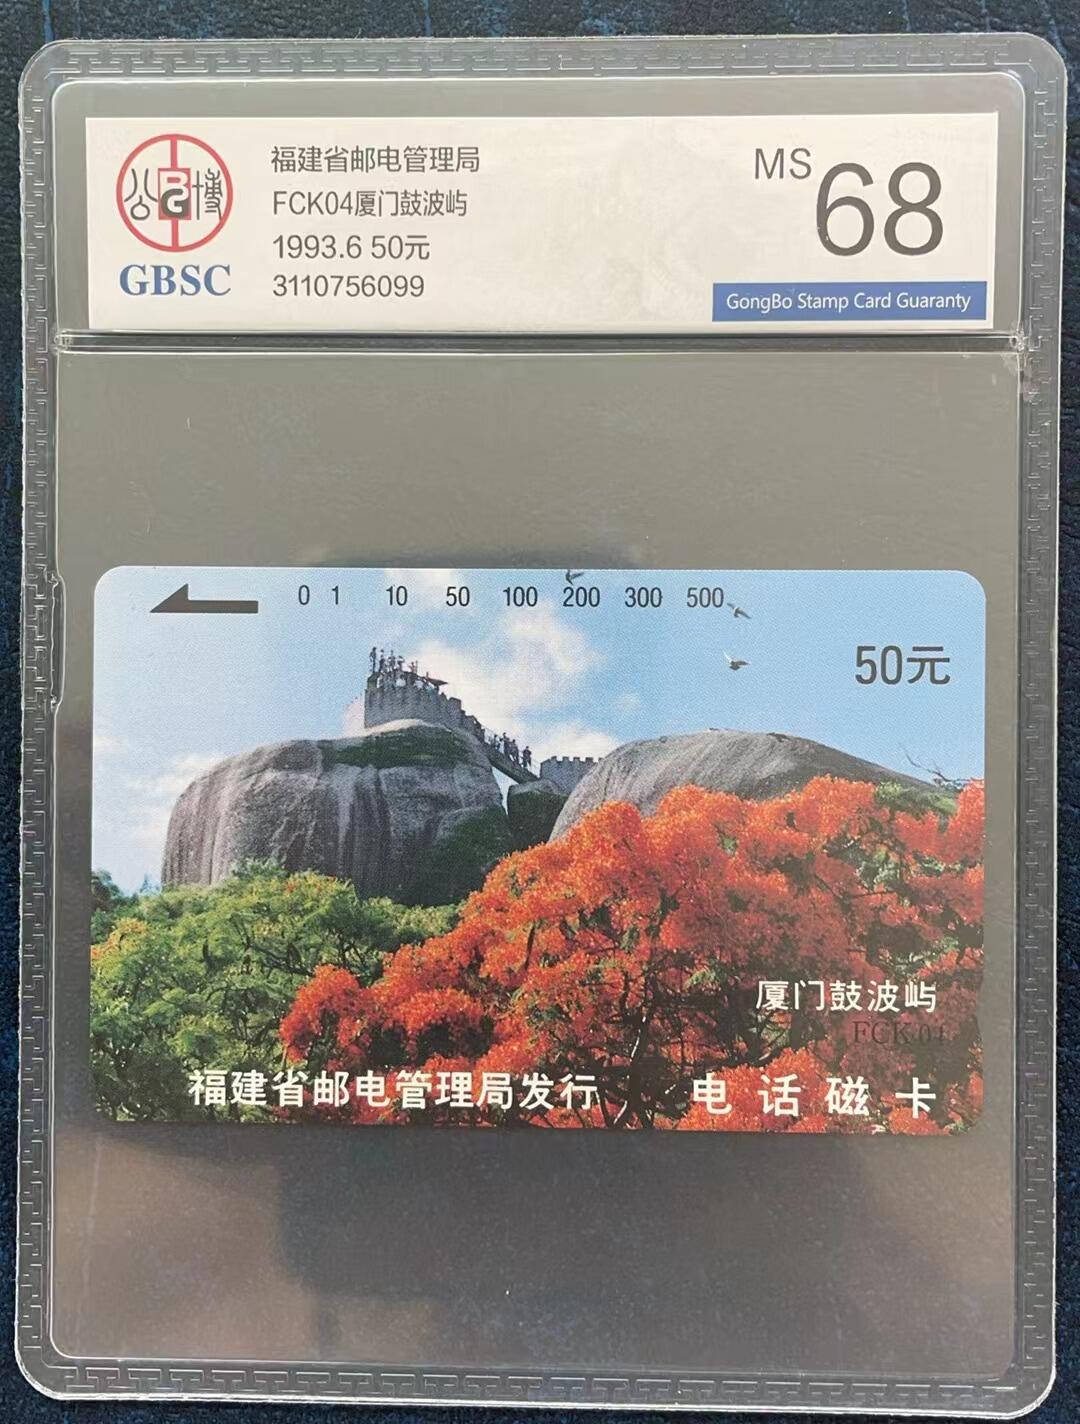 公博
BG
GBSC
福建省邮电管理局
FCK04厦门鼓波屿
1993.6 50元
3110756099
MS 68
GongBo Stamp Card Guaranty
0 1 10 50 100 200 300 500
50元
厦门鼓波屿
FCK04
福建省邮电管理局发行 电话磁卡